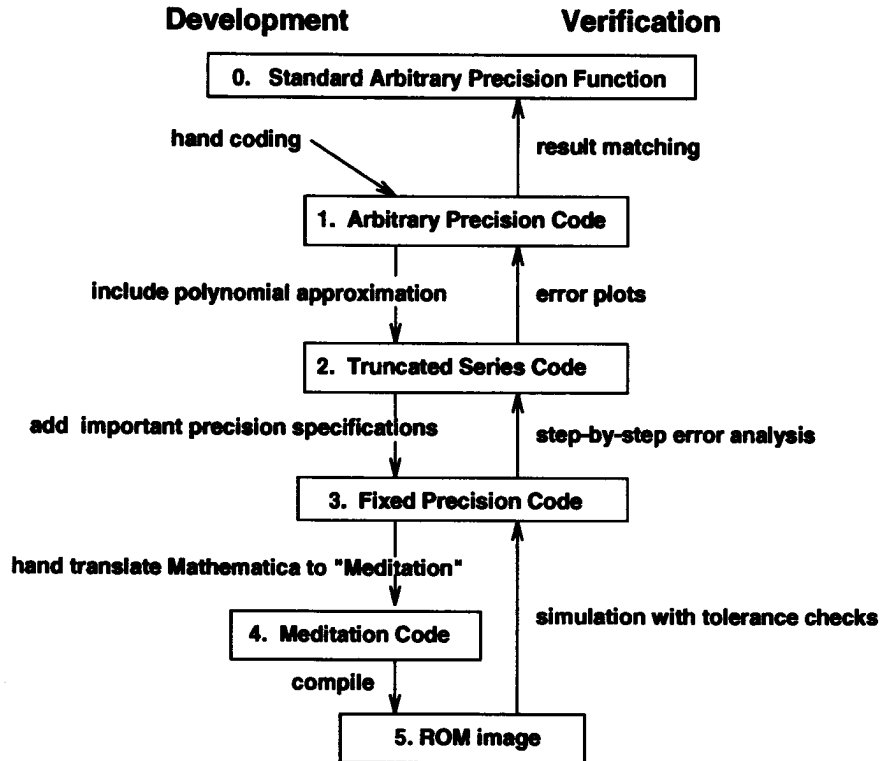 Development
Verification
0. Standard Arbitrary Precision Function
hand coding
result matching
1. Arbitrary Precision Code
include polynomial approximation
error plots
2. Truncated Series Code
add important precision specifications
step-by-step error analysis
3. Fixed Precision Code
hand translate Mathematica to "Meditation"
simulation with tolerance checks
4. Meditation Code
compile
5. ROM image